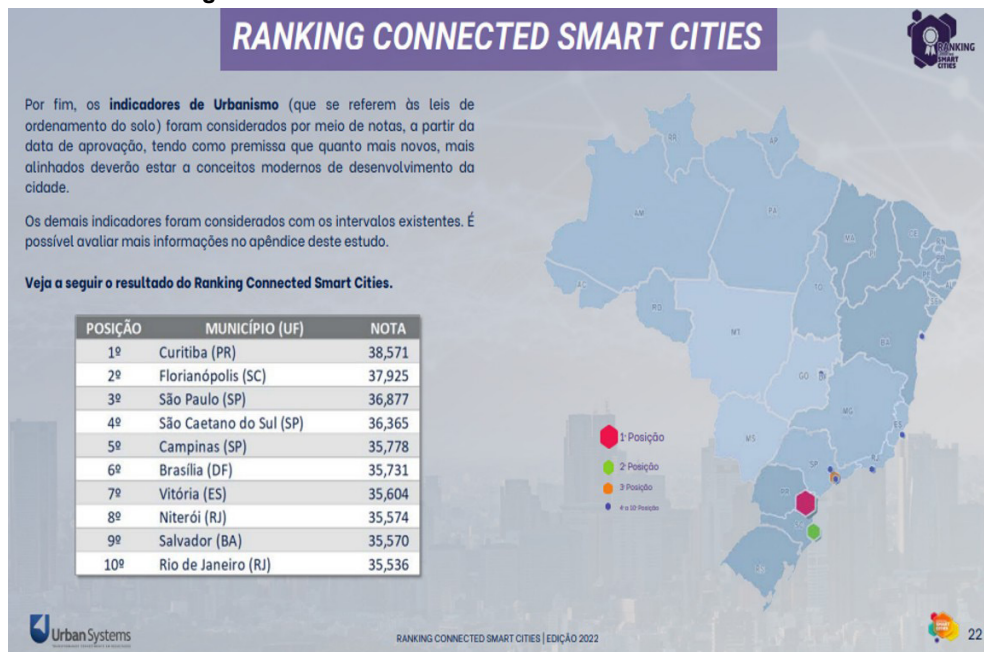 RANKING CONNECTED SMART CITIES
RANKING
SMART
CITIES
Por fim, os indicadores de Urbanismo (que se referem às leis de
ordenamento do solo) foram considerados por meio de notas, a partir da
data de aprovação, tendo como premissa que quanto mais novos, mais
alinhados deverão estar a conceitos modernos de desenvolvimento da
cidade.
Os demais indicadores foram considerados com os intervalos existentes. É
possível avaliar mais informações no apêndice deste estudo.
Veja a seguir o resultado do Ranking Connected Smart Cities.
POSIÇÃO MUNICÍPIO (UF) NOTA
1º Curitiba (PR) 38,571
2º Florianópolis (SC) 37,925
3º São Paulo (SP) 36,877
4º São Caetano do Sul (SP) 36,365
5º Campinas (SP) 35,778
6º Brasília (DF) 35,731
7º Vitória (ES) 35,604
8º Niterói (RJ) 35,574
9º Salvador (BA) 35,570
10º Rio de Janeiro (RJ) 35,536
RR
AP
AM
PA
MA
CE
PI
AC
RO
TO
MT
BA
GO
DF
MG
ES
MS
SP
RJ
PR
SC
RS
1ª Posição
2ª Posição
3ª Posição
4 a 10 Posição
Urban Systems
RANKING CONNECTED SMART CITIES | EDIÇÃO 2022
22